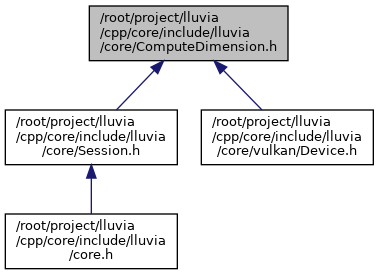 /root/project/lluvia
/cpp/core/include/lluvia
/core/ComputeDimension.h
/root/project/lluvia
/cpp/core/include/lluvia
/core/Session.h
/root/project/lluvia
/cpp/core/include/lluvia
/core/vulkan/Device.h
/root/project/lluvia
/cpp/core/include/lluvia
/core.h